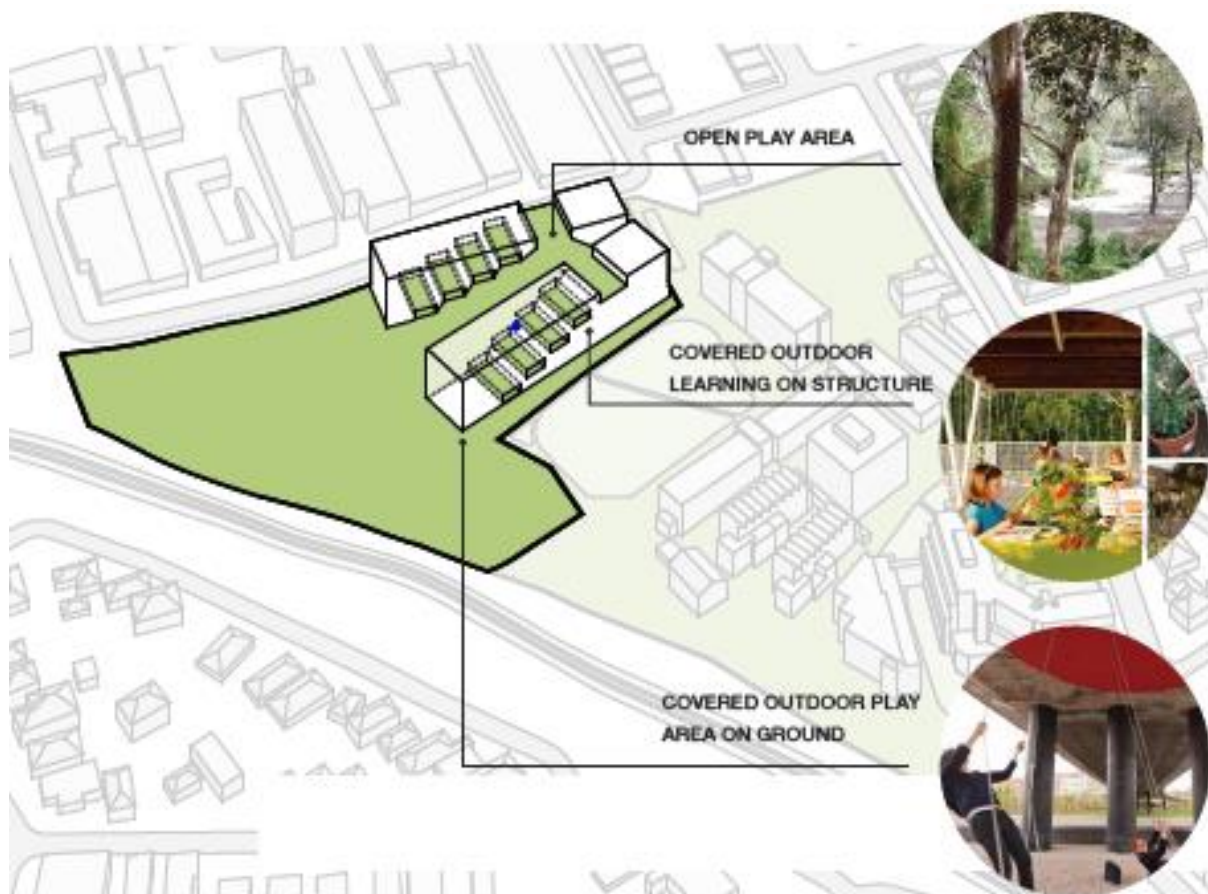 OPEN PLAY AREA
COVERED OUTDOOR
LEARNING ON STRUCTURE
COVERED OUTDOOR PLAY
AREA ON GROUND